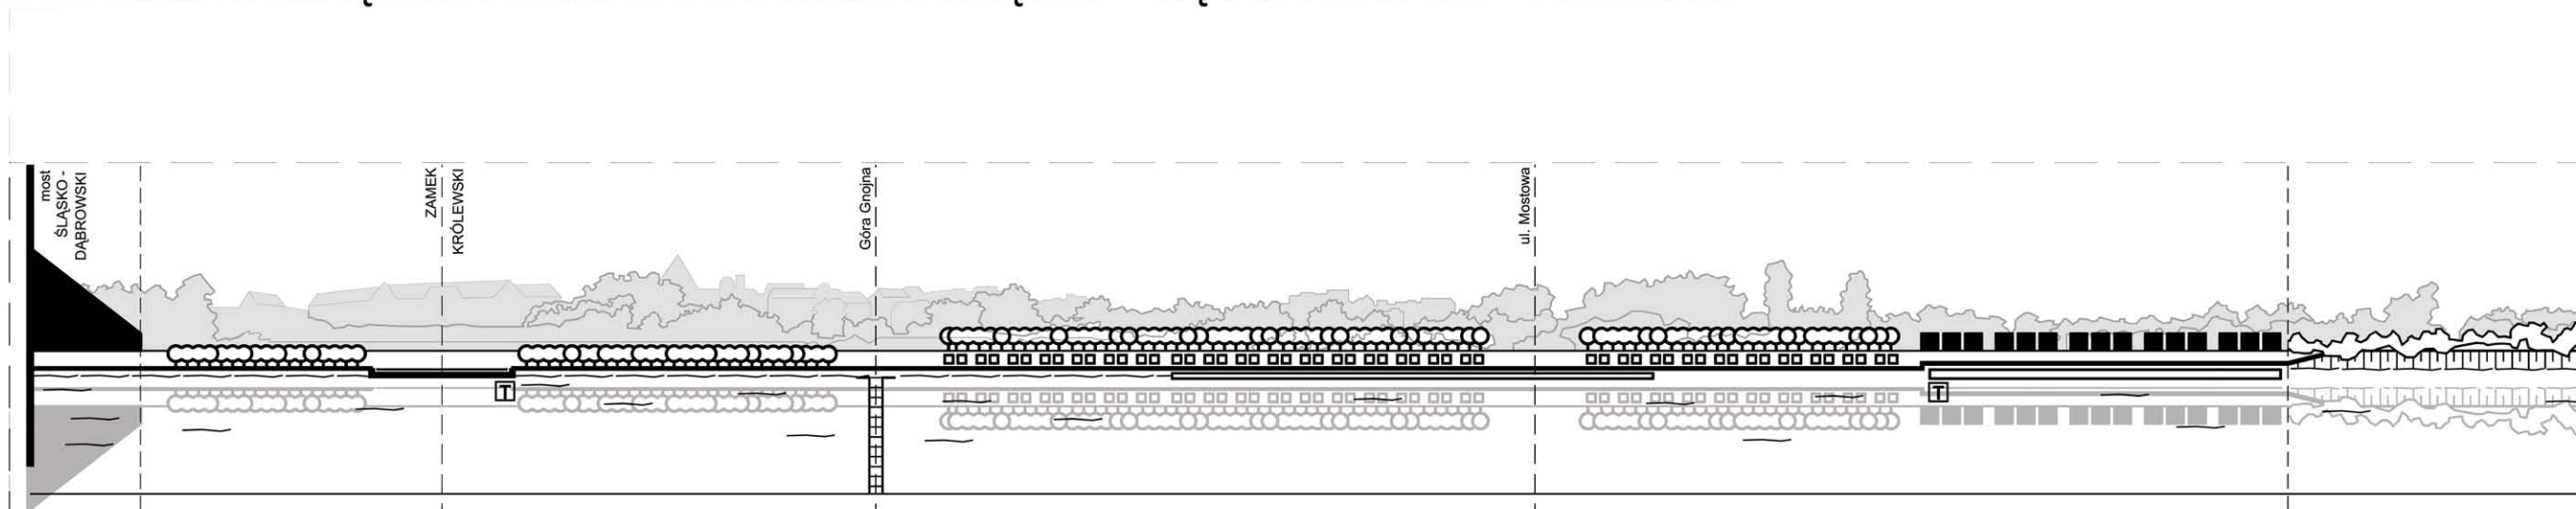 most
ŚLĄSKO -
DĄBROWSKI
ZAMEK
KRÓLEWSKI
Góra Gnojna
ul. Mostowa
T
T